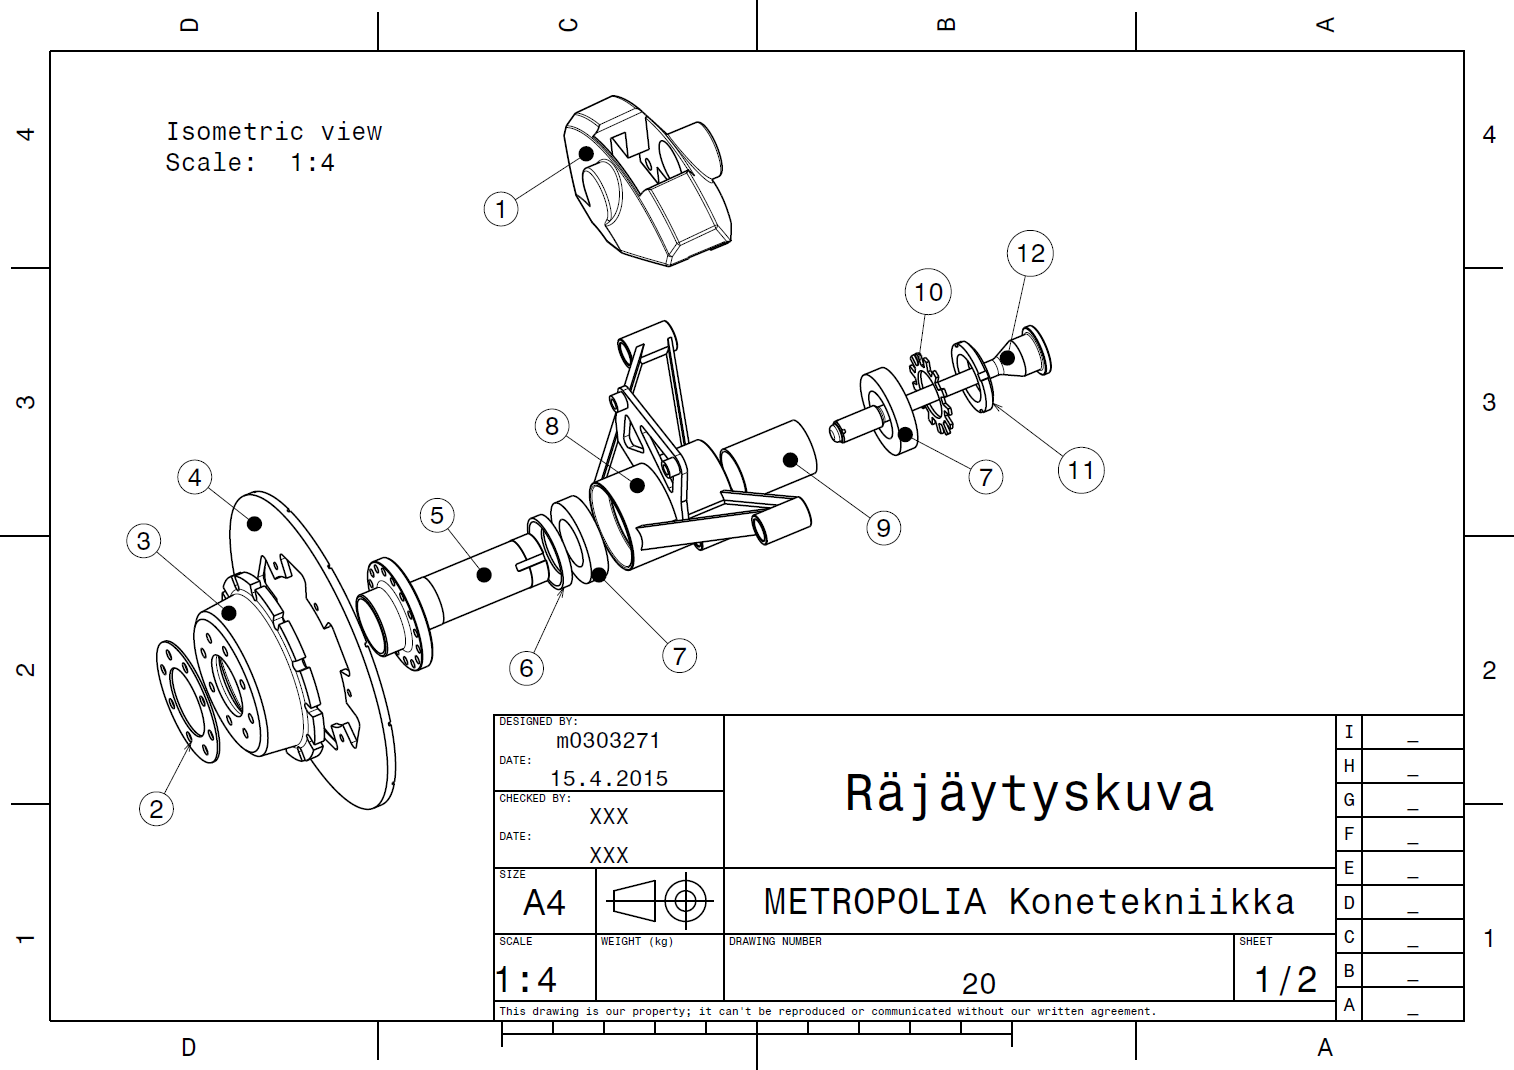 D C B A
4 4
Isometric view
Scale: 1:4
1
12
10
3 3
8
7 11
4
5
9
3
2 2
6
7
2
DESIGNED BY:
m0303271
DATE:
15.4.2015
CHECKED BY:
XXX
DATE:
XXX
Räjäytyskuva
SIZE
A4
METROPOLIA Konetekniikka
SCALE
1:4
WEIGHT (kg)
DRAWING NUMBER
20
SHEET
1/2
This drawing is our property; it can't be reproduced or communicated without our written agreement.
I _
H _
G _
F _
E _
D _
C _
B _
A _
1 1
D A